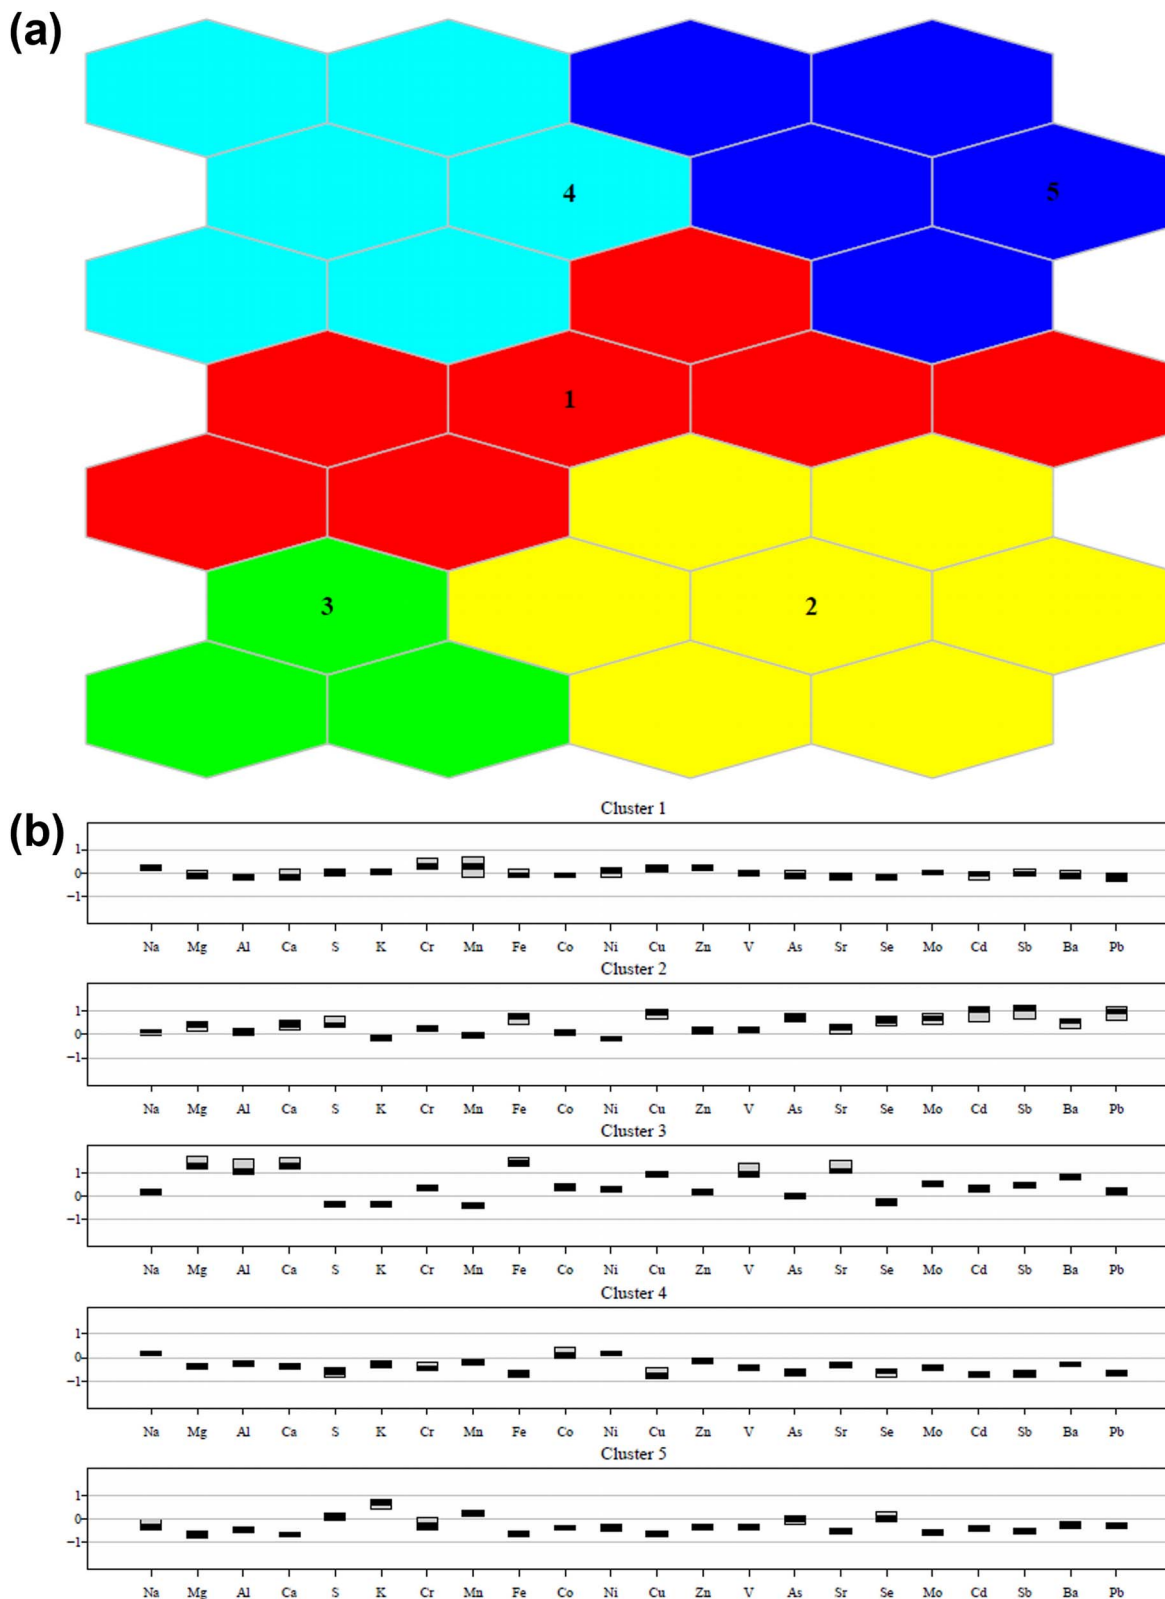 (a)
4
5
1
3
2
(b)
Cluster 1
1
0
−1
Na Mg Al Ca S K Cr Mn Fe Co Ni Cu Zn V As Sr Se Mo Cd Sb Ba Pb
Cluster 2
1
0
−1
Na Mg Al Ca S K Cr Mn Fe Co Ni Cu Zn V As Sr Se Mo Cd Sb Ba Pb
Cluster 3
1
0
−1
Na Mg Al Ca S K Cr Mn Fe Co Ni Cu Zn V As Sr Se Mo Cd Sb Ba Pb
Cluster 4
1
0
−1
Na Mg Al Ca S K Cr Mn Fe Co Ni Cu Zn V As Sr Se Mo Cd Sb Ba Pb
Cluster 5
1
0
−1
Na Mg Al Ca S K Cr Mn Fe Co Ni Cu Zn V As Sr Se Mo Cd Sb Ba Pb